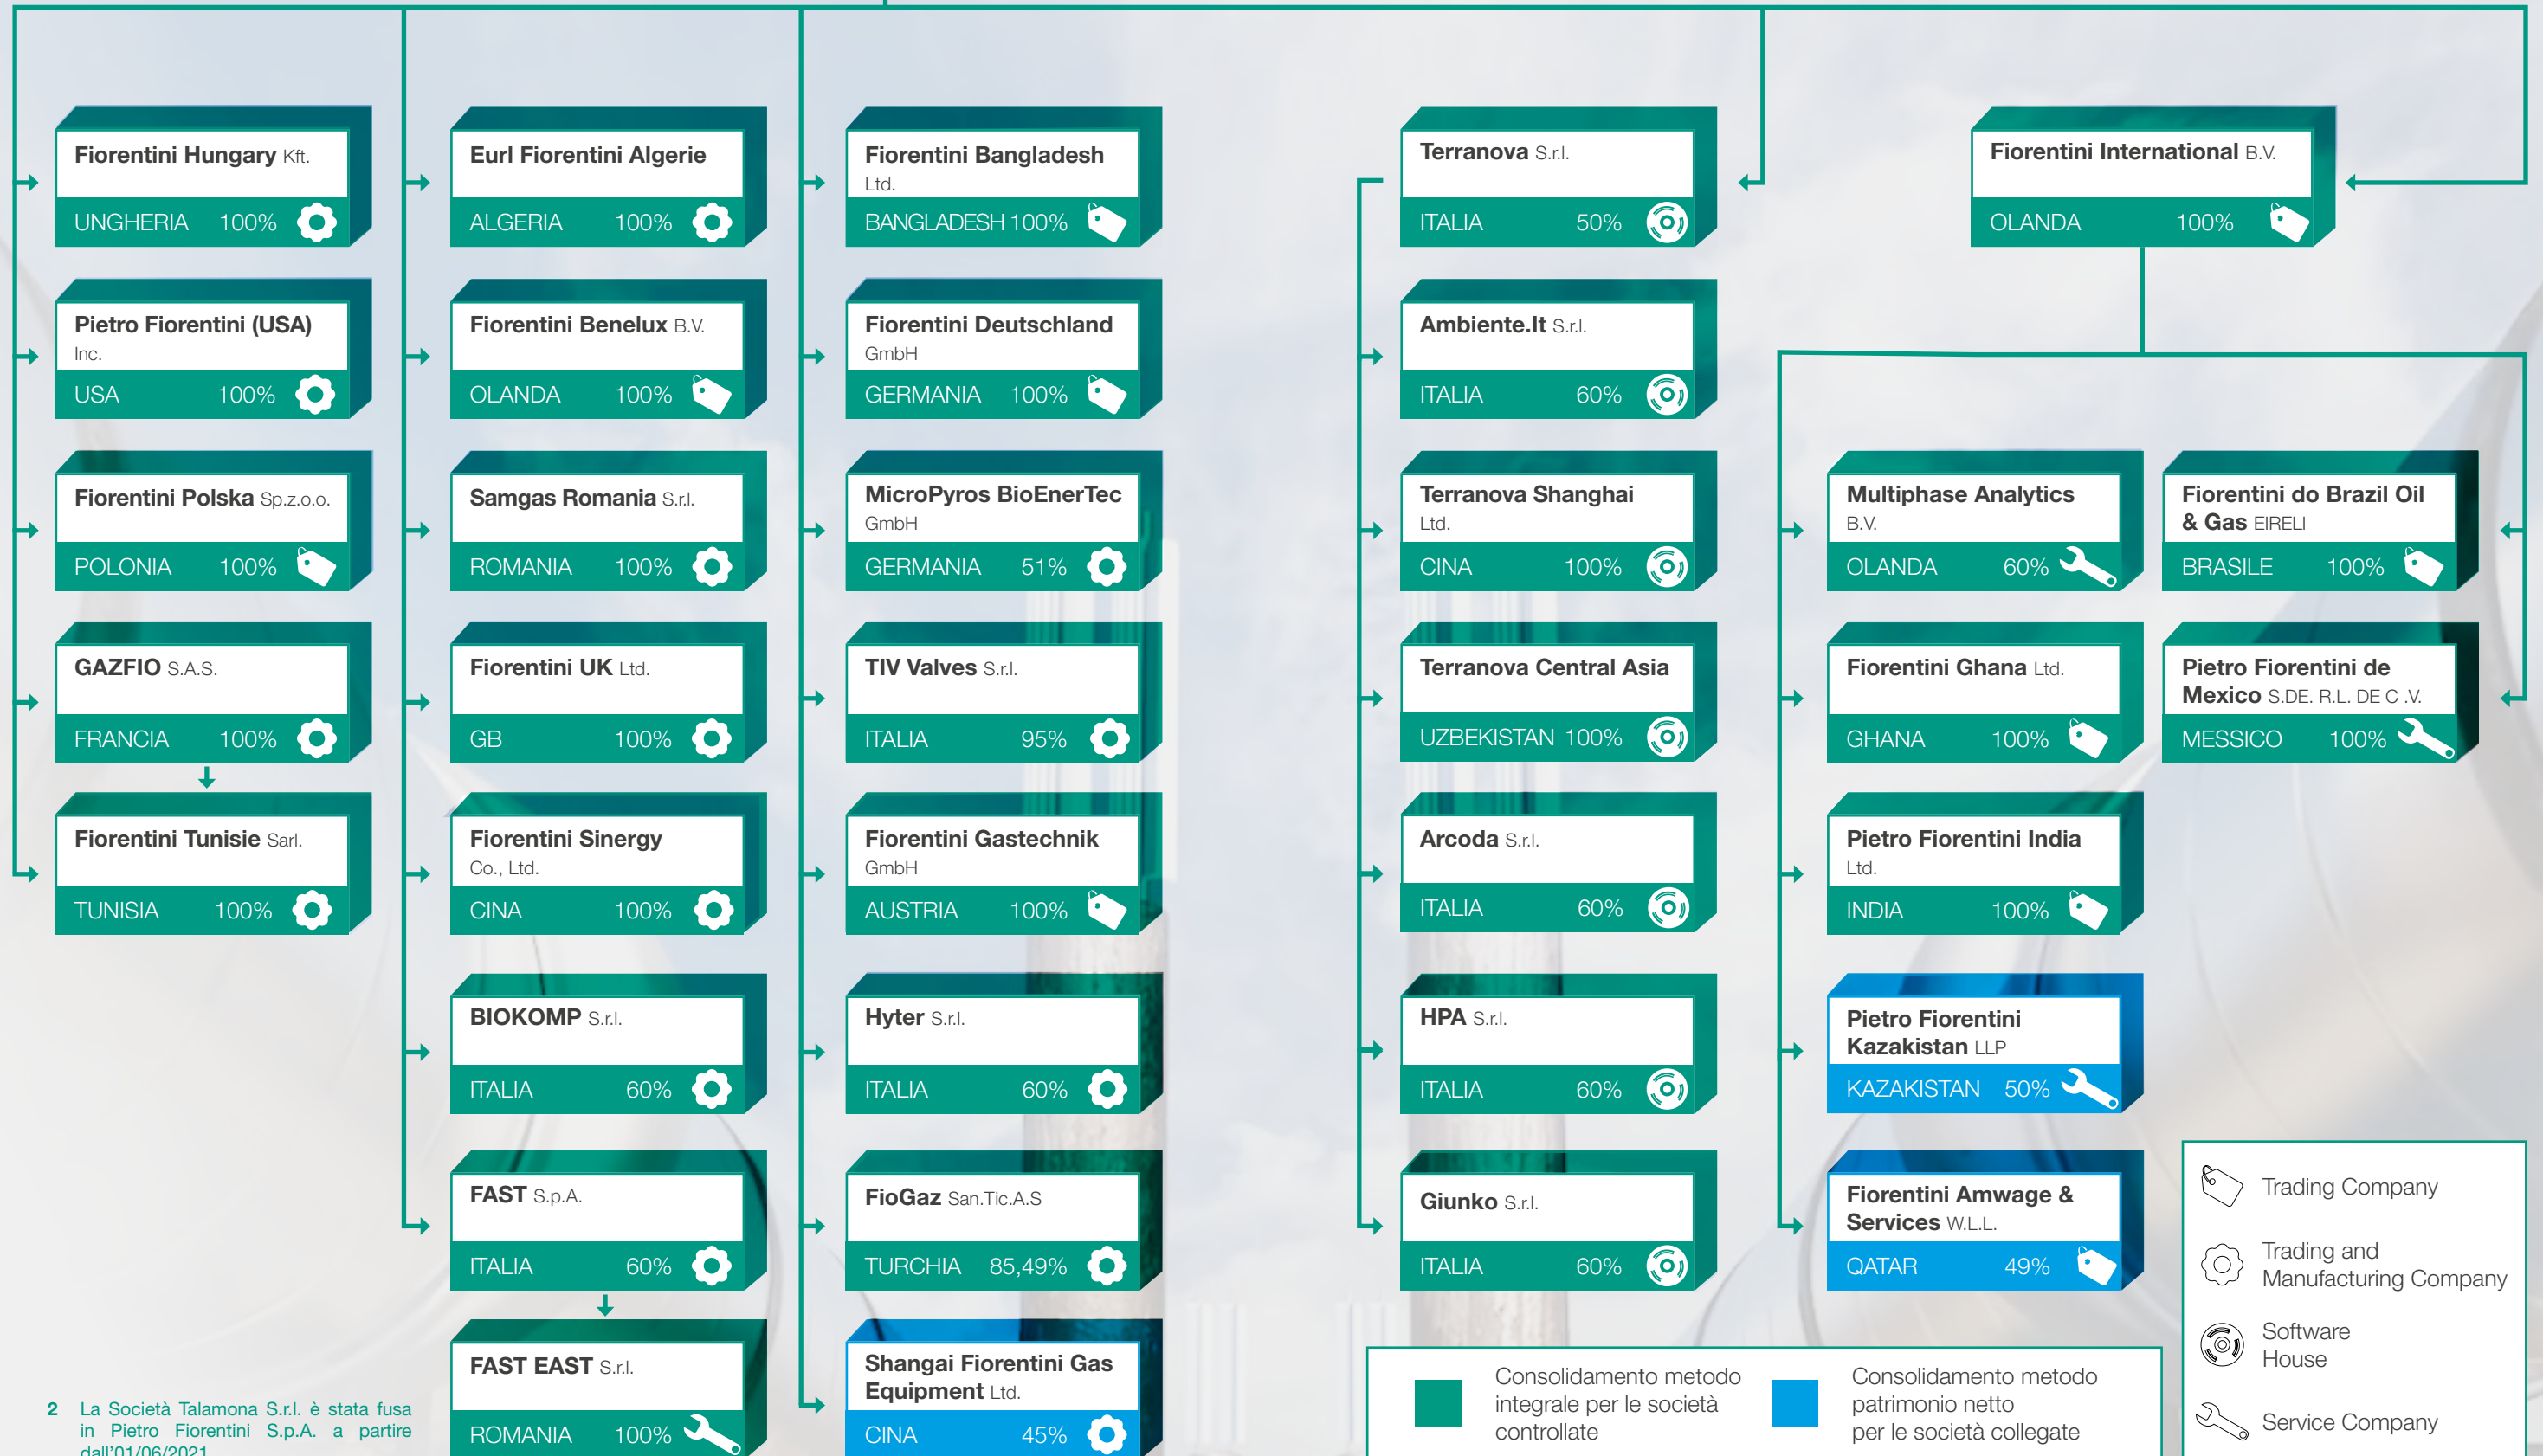 Fiorentini Hungary Kft.
UNGHERIA 100%
Pietro Fiorentini (USA)
Inc.
USA 100%
Fiorentini Polska Sp.z.o.o.
POLONIA 100%
GAZFIO S.A.S.
FRANCIA 100%
Fiorentini Tunisie Sarl.
TUNISIA 100%
Eurl Fiorentini Algerie
ALGERIA 100%
Fiorentini Benelux B.V.
OLANDA 100%
Samgas Romania S.r.l.
ROMANIA 100%
Fiorentini UK Ltd.
GB 100%
Fiorentini Sinergy
Co., Ltd.
CINA 100%
BIOKOMP S.r.l.
ITALIA 60%
FAST S.p.A.
ITALIA 60%
FAST EAST S.r.l.
ROMANIA 100%
Fiorentini Bangladesh
Ltd.
BANGLADESH 100%
Fiorentini Deutschland
GmbH
GERMANIA 100%
MicroPyros BioEnerTec
GmbH
GERMANIA 51%
TIV Valves S.r.l.
ITALIA 95%
Fiorentini Gastechnik
GmbH
AUSTRIA 100%
Hyter S.r.l.
ITALIA 60%
FioGaz San.Tic.A.S
TURCHIA 85,49%
Shangai Fiorentini Gas
Equipment Ltd.
CINA 45%
Terranova S.r.l.
ITALIA 50%
Ambiente.It S.r.l.
ITALIA 60%
Terranova Shanghai
Ltd.
CINA 100%
Terranova Central Asia
UZBEKISTAN 100%
Arcoda S.r.l.
ITALIA 60%
HPA S.r.l.
ITALIA 60%
Giunko S.r.l.
ITALIA 60%
Fiorentini International B.V.
OLANDA 100%
Multiphase Analytics
B.V.
OLANDA 60%
Fiorentini Ghana Ltd.
GHANA 100%
Pietro Fiorentini India
Ltd.
INDIA 100%
Pietro Fiorentini
Kazakistan LLP
KAZAKISTAN 50%
Fiorentini Amwage &
Services W.L.L.
QATAR 49%
Fiorentini do Brazil Oil
& Gas EIRELI
BRASILE 100%
Pietro Fiorentini de
Mexico S.DE. R.L. DE C .V.
MESSICO 100%
Trading Company
Trading and
Manufacturing Company
Software
House
Service Company
Consolidamento metodo
integrale per le società
controllate
Consolidamento metodo
patrimonio netto
per le società collegate
2 La Società Talamona S.r.l. è stata fusa
in Pietro Fiorentini S.p.A. a partire
dall'01/06/2021